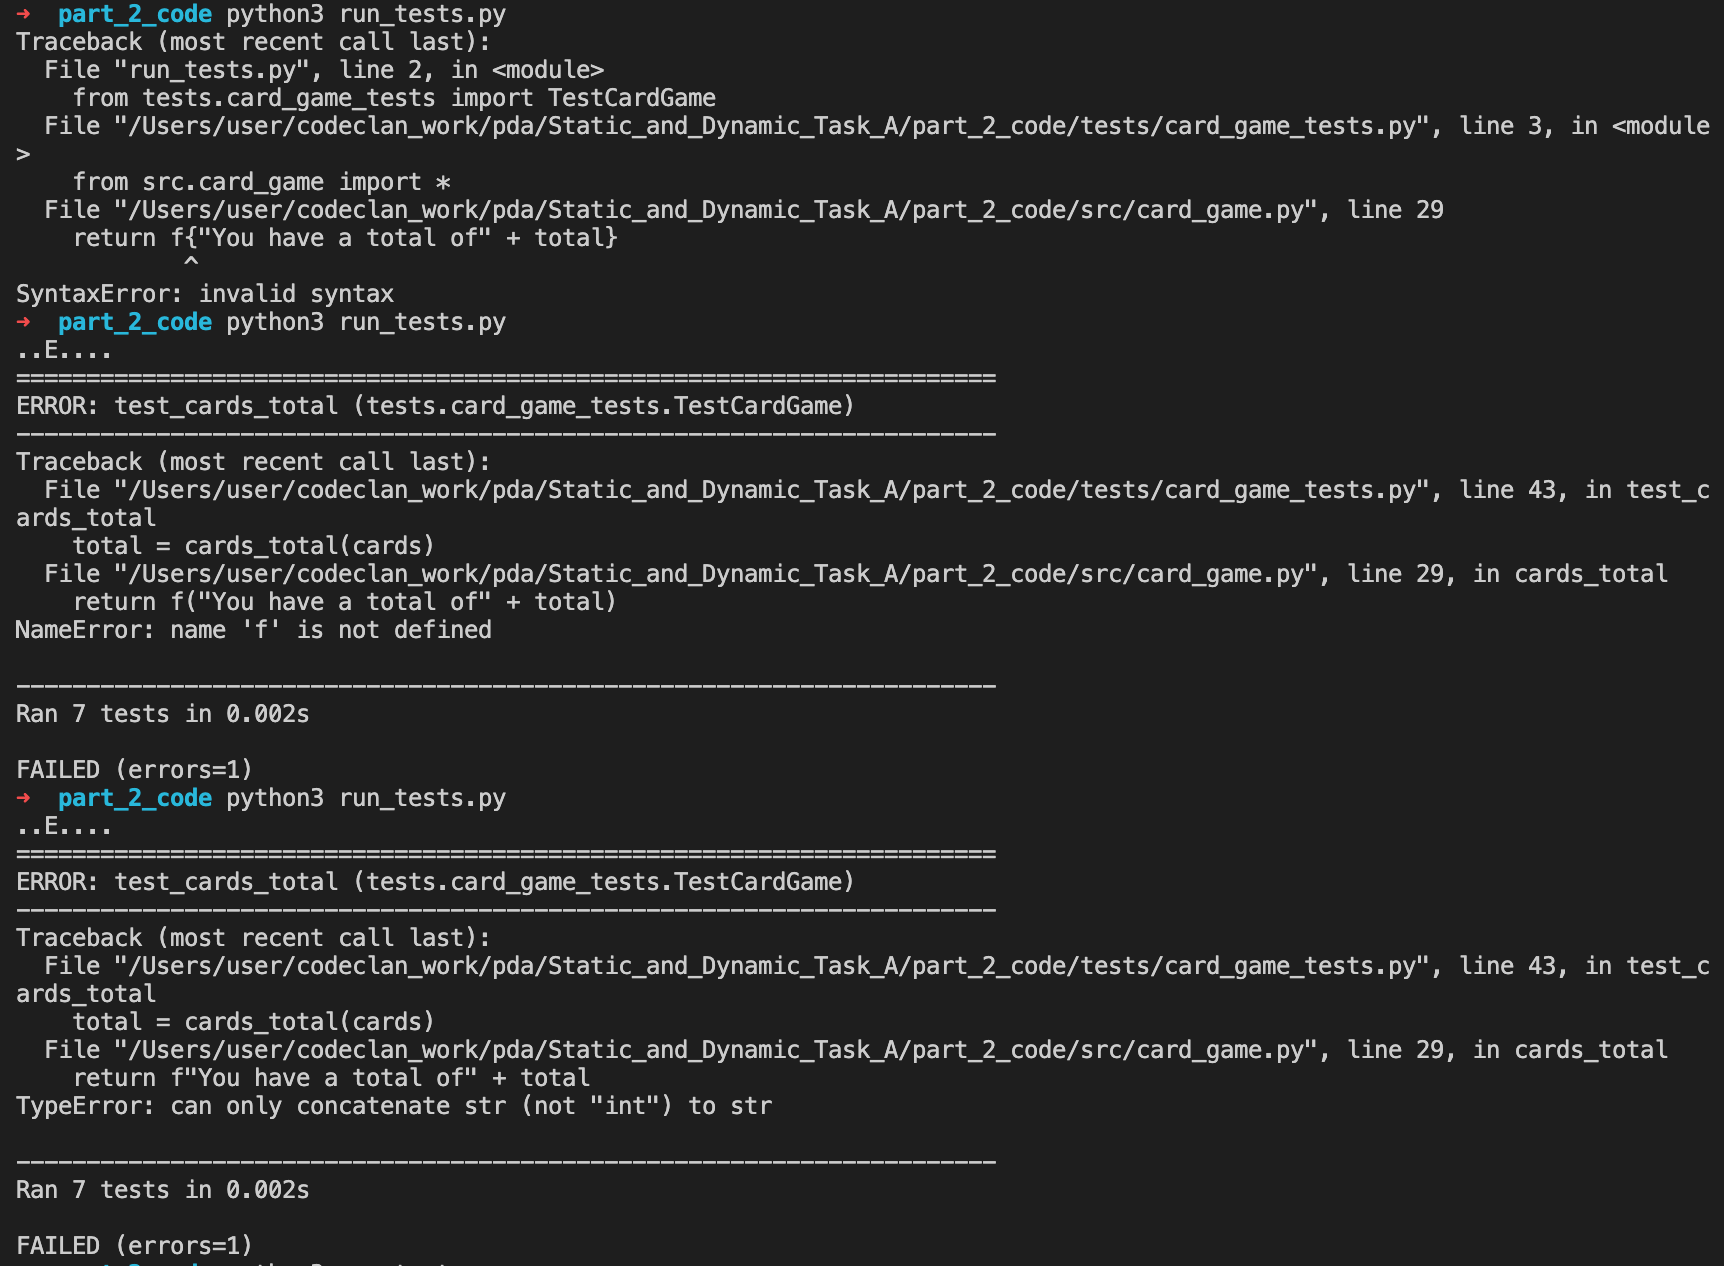 → part_2_code python3 run_tests.py
Traceback (most recent call last):
  File "run_tests.py", line 2, in <module>
    from tests.card_game_tests import TestCardGame
  File "/Users/user/codeclan_work/pda/Static_and_Dynamic_Task_A/part_2_code/tests/card_game_tests.py", line 3, in <module
>
    from src.card_game import *
  File "/Users/user/codeclan_work/pda/Static_and_Dynamic_Task_A/part_2_code/src/card_game.py", line 29
    return f{"You have a total of" + total}
            ^
SyntaxError: invalid syntax
→ part_2_code python3 run_tests.py
..E....
======================================================================
ERROR: test_cards_total (tests.card_game_tests.TestCardGame)
----------------------------------------------------------------------
Traceback (most recent call last):
  File "/Users/user/codeclan_work/pda/Static_and_Dynamic_Task_A/part_2_code/tests/card_game_tests.py", line 43, in test_c
ards_total
    total = cards_total(cards)
  File "/Users/user/codeclan_work/pda/Static_and_Dynamic_Task_A/part_2_code/src/card_game.py", line 29, in cards_total
    return f("You have a total of" + total)
NameError: name 'f' is not defined

----------------------------------------------------------------------
Ran 7 tests in 0.002s

FAILED (errors=1)
→ part_2_code python3 run_tests.py
..E....
======================================================================
ERROR: test_cards_total (tests.card_game_tests.TestCardGame)
----------------------------------------------------------------------
Traceback (most recent call last):
  File "/Users/user/codeclan_work/pda/Static_and_Dynamic_Task_A/part_2_code/tests/card_game_tests.py", line 43, in test_c
ards_total
    total = cards_total(cards)
  File "/Users/user/codeclan_work/pda/Static_and_Dynamic_Task_A/part_2_code/src/card_game.py", line 29, in cards_total
    return f"You have a total of" + total
TypeError: can only concatenate str (not "int") to str

----------------------------------------------------------------------
Ran 7 tests in 0.002s

FAILED (errors=1)